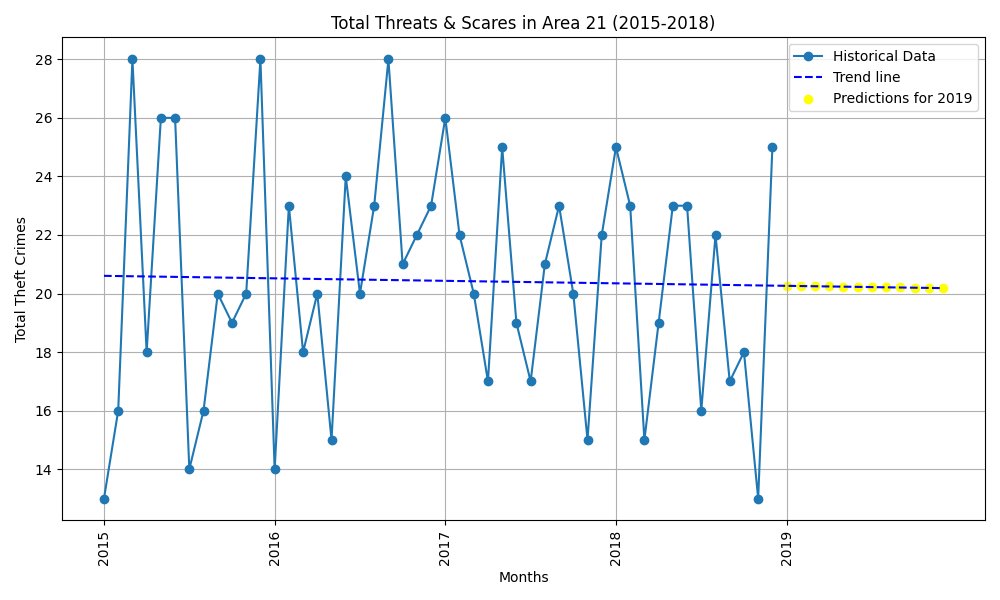 Total Threats & Scares in Area 21 (2015-2018)
Historical Data
Trend line
Predictions for 2019
Total Theft Crimes
28
26
24
22
20
18
16
14
2015
2016
2017
2018
2019
Months